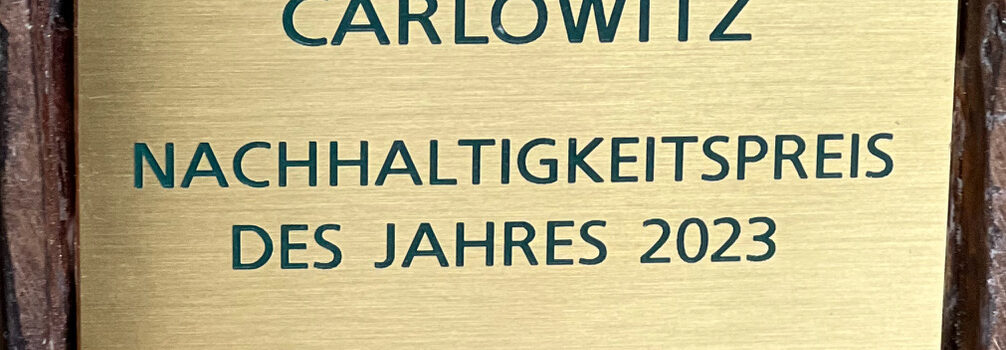 CARLOWITZ
NACHHALTIGKEITSPREIS
DES JAHRES 2023